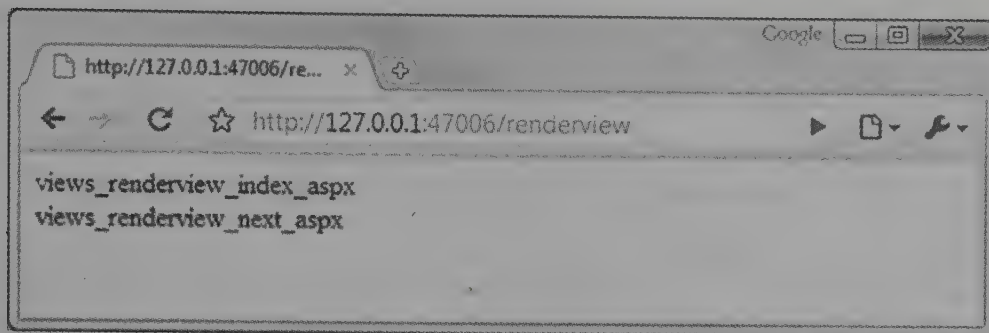 Google
http://127.0.0.1:47006/re...
http://127.0.0.1:47006/renderview
views_renderview_index_aspx
views_renderview_next_aspx